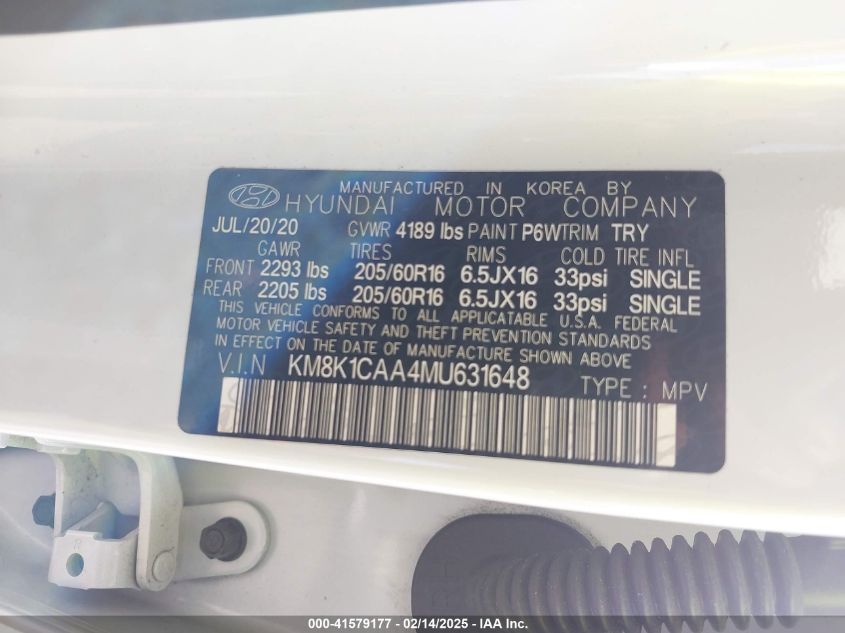 MANUFACTURED IN KOREA BY
HYUNDAI MOTOR COMPANY
JUL/20/20 GVWR 4189 lbs PAINT P6W TRIM TRY
GAWR TIRES RIMS COLD TIRE INFL
FRONT 2293 lbs 205/60R16 6.5JX16 33psi SINGLE
REAR 2205 lbs 205/60R16 6.5JX16 33psi SINGLE
THIS VEHICLE CONFORMS TO ALL APPLICABLE U.S.A. FEDERAL
MOTOR VEHICLE SAFETY AND THEFT PREVENTION STANDARDS
IN EFFECT ON THE DATE OF MANUFACTURE SHOWN ABOVE
V.I.N KM8K1CAA4MU631648 TYPE : MPV
000-41579177 - 02/14/2025 - IAA Inc.